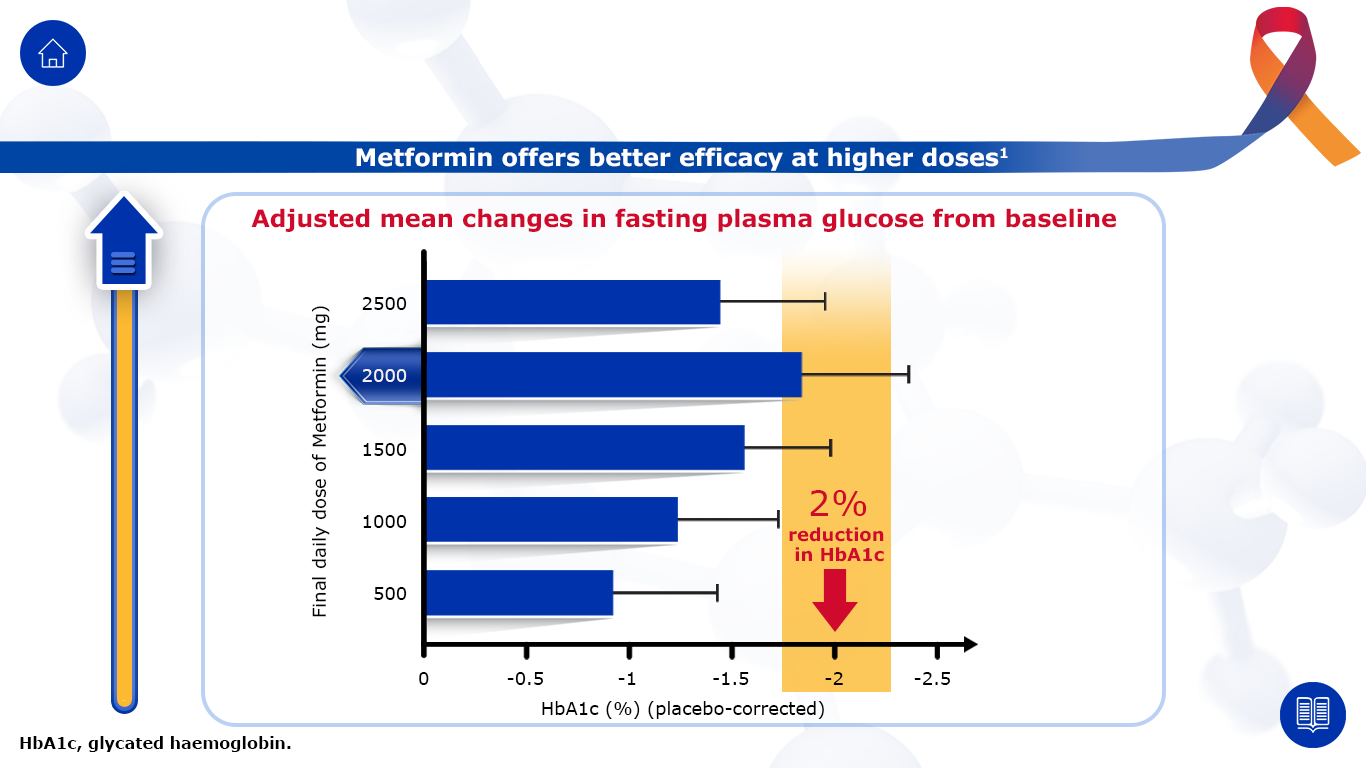 Metformin offers better efficacy at higher doses¹
Adjusted mean changes in fasting plasma glucose from baseline
Final daily dose of Metformin (mg)
2500
2000
1500
1000
500
2%
reduction
in HbA1c
0 -0.5 -1 -1.5 -2 -2.5
HbA1c (%) (placebo-corrected)
HbA1c, glycated haemoglobin.